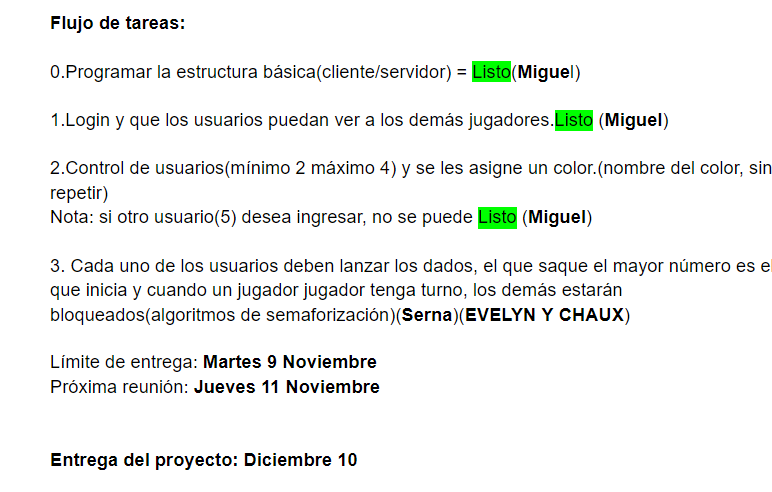 Flujo de tareas:
0.Programar la estructura básica(cliente/servidor) = Listo(Miguel)
1.Login y que los usuarios puedan ver a los demás jugadores.Listo (Miguel)
2.Control de usuarios(mínimo 2 máximo 4) y se les asigne un color.(nombre del color, sin
repetir)
Nota: si otro usuario(5) desea ingresar, no se puede Listo (Miguel)
3. Cada uno de los usuarios deben lanzar los dados, el que saque el mayor número es el
que inicia y cuando un jugador jugador tenga turno, los demás estarán
bloqueados(algoritmos de semaforización)(Serna)(EVELYN Y CHAUX)
Límite de entrega: Martes 9 Noviembre
Próxima reunión: Jueves 11 Noviembre
Entrega del proyecto: Diciembre 10